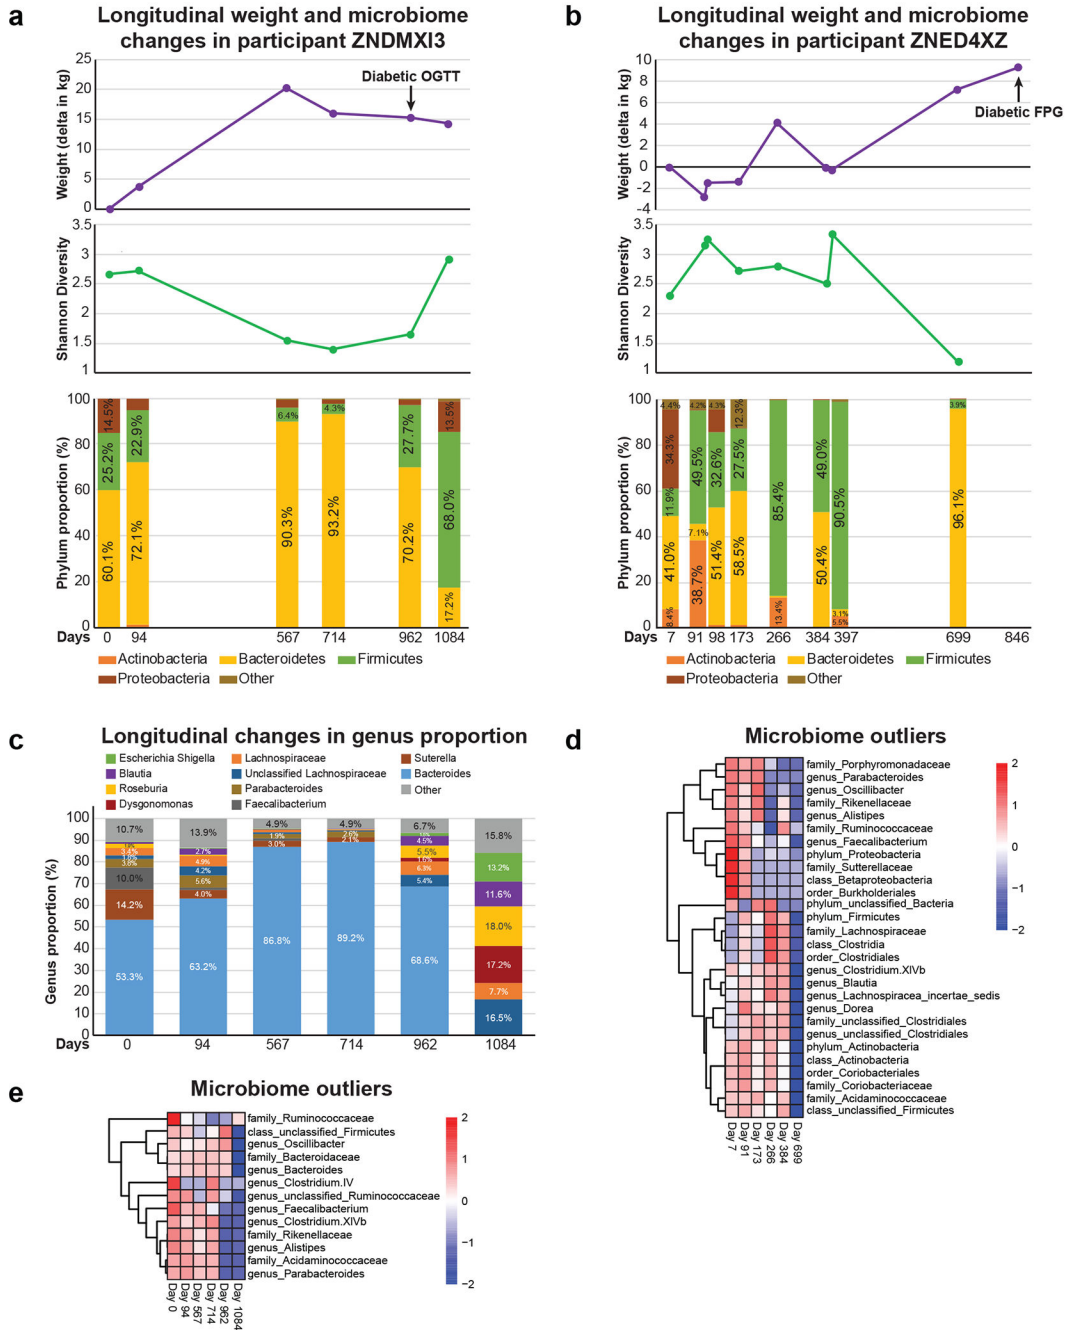 a
Longitudinal weight and microbiome
changes in participant ZNDMXI3
Weight (delta in kg)
25
20
15
10
5
0
Diabetic OGTT
Shannon Diversity
3.5
3
2.5
2
1.5
1
Phylum proportion (%)
100
80
60
40
20
0
14.5%
25.2%
60.1%
22.9%
72.1%
6.4%
90.3%
4.3%
93.2%
27.7%
70.2%
13.5%
68.0%
17.2%
Days 0 94 567 714 962 1084
Actinobacteria Bacteroidetes Firmicutes
Proteobacteria Other
b
Longitudinal weight and microbiome
changes in participant ZNED4XZ
Weight (delta in kg)
10
8
6
4
2
0
-2
-4
Diabetic FPG
Shannon Diversity
3.5
3
2.5
2
1.5
1
Phylum proportion (%)
100
80
60
40
20
0
4.4%
34.3%
11.9%
41.0%
8.4%
4.2%
49.5%
7.1%
38.7%
4.3%
32.6%
51.4%
12.3%
27.5%
58.5%
85.4%
13.4%
49.0%
50.4%
90.5%
3.1%
5.5%
3.9%
96.1%
Days 7 91 98 173 266 384 397 699 846
Actinobacteria Bacteroidetes Firmicutes
Proteobacteria Other
c
Longitudinal changes in genus proportion
Escherichia Shigella Lachnospiraceae Suterella
Blautia Unclassified Lachnospiraceae Bacteroides
Roseburia Parabacteroides Other
Dysgonomonas Faecalibacterium
Genus proportion (%)
100
90
80
70
60
50
40
30
20
10
0
10.7%
3.4%
3.8%
10.0%
14.2%
53.3%
13.9%
2.7%
4.9%
4.2%
5.6%
4.0%
63.2%
4.9%
1.9%
3.0%
86.8%
4.9%
2.6%
2.1%
89.2%
6.7%
4.5%
5.5%
6.3%
5.4%
68.6%
15.8%
13.2%
11.6%
18.0%
17.2%
7.7%
16.5%
Days 0 94 567 714 962 1084
d
Microbiome outliers
family_Porphyromonadaceae
genus_Parabacteroides
genus_Oscillibacter
family_Rikenellaceae
genus_Alistipes
family_Ruminococcaceae
genus_Faecalibacterium
phylum_Proteobacteria
family_Sutterellaceae
class_Betaproteobacteria
order_Burkholderiales
phylum_unclassified_Bacteria
phylum_Firmicutes
family_Lachnospiraceae
class_Clostridia
order_Clostridiales
genus_Clostridium.XIVb
genus_Blautia
genus_Lachnospiracea_incertae_sedis
genus_Dorea
family_unclassified_Clostridiales
genus_unclassified_Clostridiales
phylum_Actinobacteria
class_Actinobacteria
order_Coriobacteriales
family_Coriobacteriaceae
family_Acidaminococcaceae
class_unclassified_Firmicutes
Day 7
Day 91
Day 173
Day 266
Day 384
Day 699
2
1
0
−1
−2
e
Microbiome outliers
family_Ruminococcaceae
class_unclassified_Firmicutes
genus_Oscillibacter
family_Bacteroidaceae
genus_Bacteroides
genus_Clostridium.IV
genus_unclassified_Ruminococcaceae
genus_Faecalibacterium
genus_Clostridium.XIVb
family_Rikenellaceae
genus_Alistipes
family_Acidaminococcaceae
genus_Parabacteroides
Day 0
Day 94
Day 567
Day 714
Day 962
Day 1084
2
1
0
−1
−2